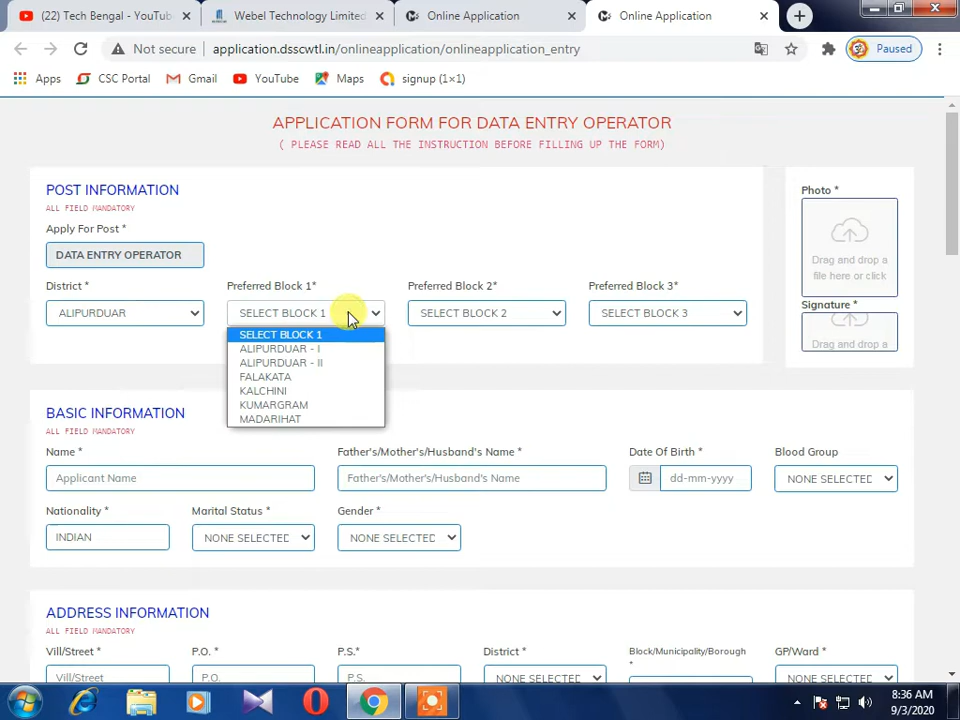 (22) Tech Bengal - YouTub
Webel Technology Limited
Online Application
Online Application
Not secure
application.dsscwtl.in/onlineapplication/onlineapplication_entry
Paused
Apps
CSC Portal
Gmail
YouTube
Maps
signup (1×1)
APPLICATION FORM FOR DATA ENTRY OPERATOR
( PLEASE READ ALL THE INSTRUCTION BEFORE FILLING UP THE FORM)
POST INFORMATION
ALL FIELD MANDATORY
Apply For Post *
DATA ENTRY OPERATOR
District *
Preferred Block 1*
Preferred Block 2*
Preferred Block 3*
ALIPURDUAR
SELECT BLOCK 1
SELECT BLOCK 2
SELECT BLOCK 3
SELECT BLOCK 1
ALIPURDUAR - I
ALIPURDUAR - II
FALAKATA
KALCHINI
KUMARGRAM
MADARIHAT
Photo *
Drag and drop a
file here or click
Signature *
Drag and drop a
BASIC INFORMATION
ALL FIELD MANDATORY
Name *
Father's/Mother's/Husband's Name *
Date Of Birth *
Blood Group
Applicant Name
Father's/Mother's/Husband's Name
dd-mm-yyyy
NONE SELECTED
Nationality *
Marital Status *
Gender *
INDIAN
NONE SELECTED
NONE SELECTED
ADDRESS INFORMATION
ALL FIELD MANDATORY
Vill/Street *
P.O. *
P.S.*
District *
Block/Municipality/Borough
*
GP/Ward *
Vill/Street
P.O.
P.S.
NONE SELECTED
NONE SELECTED
8:36 AM
9/3/2020